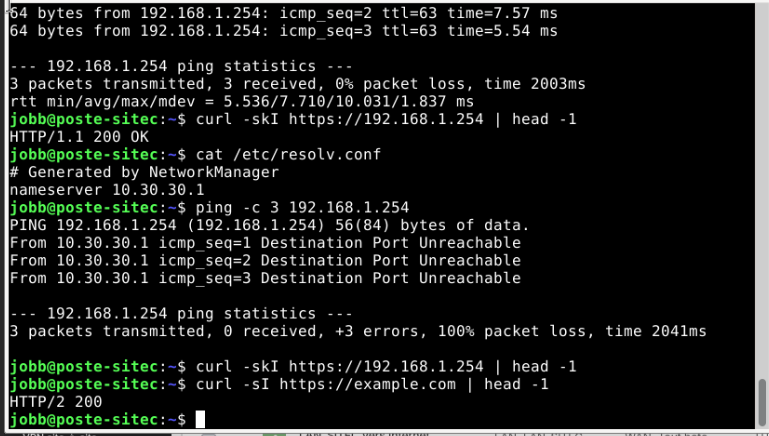 64 bytes from 192.168.1.254: icmp_seq=2 ttl=63 time=7.57 ms
64 bytes from 192.168.1.254: icmp_seq=3 ttl=63 time=5.54 ms

--- 192.168.1.254 ping statistics ---
3 packets transmitted, 3 received, 0% packet loss, time 2003ms
rtt min/avg/max/mdev = 5.536/7.710/10.031/1.837 ms
jobb@poste-sitec:~$ curl -skI https://192.168.1.254 | head -1
HTTP/1.1 200 OK
jobb@poste-sitec:~$ cat /etc/resolv.conf
# Generated by NetworkManager
nameserver 10.30.30.1
jobb@poste-sitec:~$ ping -c 3 192.168.1.254
PING 192.168.1.254 (192.168.1.254) 56(84) bytes of data.
From 10.30.30.1 icmp_seq=1 Destination Port Unreachable
From 10.30.30.1 icmp_seq=2 Destination Port Unreachable
From 10.30.30.1 icmp_seq=3 Destination Port Unreachable

--- 192.168.1.254 ping statistics ---
3 packets transmitted, 0 received, +3 errors, 100% packet loss, time 2041ms

jobb@poste-sitec:~$ curl -skI https://192.168.1.254 | head -1
jobb@poste-sitec:~$ curl -sI https://example.com | head -1
HTTP/2 200
jobb@poste-sitec:~$